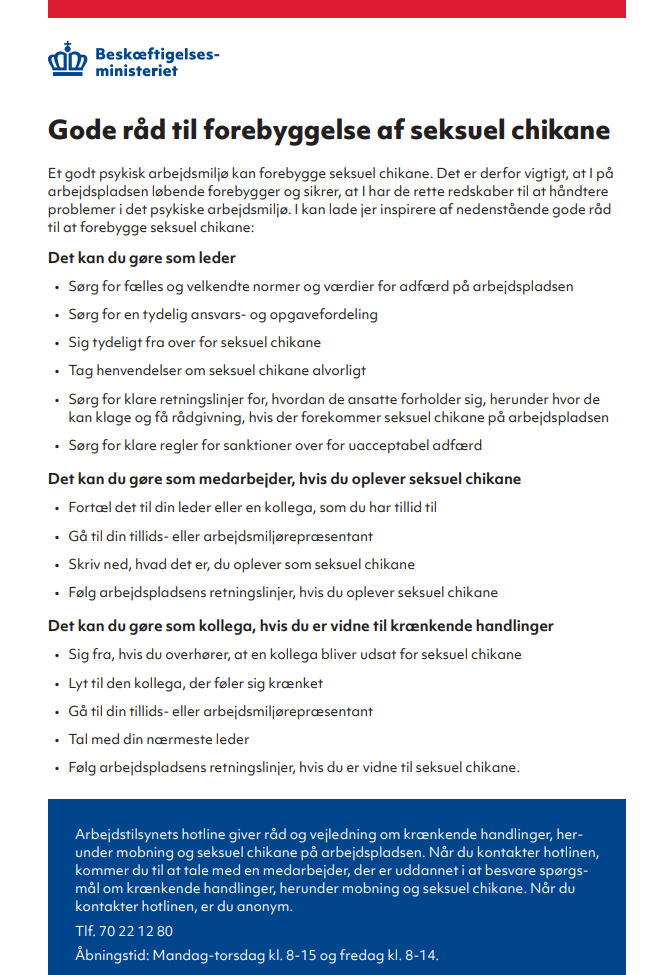 Beskæftigelses-
ministeriet
Gode råd til forebyggelse af seksuel chikane
Et godt psykisk arbejdsmiljø kan forebygge seksuel chikane. Det er derfor vigtigt, at I på
arbejdspladsen løbende forebygger og sikrer, at I har de rette redskaber til at håndtere
problemer i det psykiske arbejdsmiljø. I kan lade jer inspirere af nedenstående gode råd
til at forebygge seksuel chikane:
Det kan du gøre som leder
• Sørg for fælles og velkendte normer og værdier for adfærd på arbejdspladsen
• Sørg for en tydelig ansvars- og opgavefordeling
• Sig tydeligt fra over for seksuel chikane
• Tag henvendelser om seksuel chikane alvorligt
• Sørg for klare retningslinjer for, hvordan de ansatte forholder sig, herunder hvor de
kan klage og få rådgivning, hvis der forekommer seksuel chikane på arbejdspladsen
• Sørg for klare regler for sanktioner over for uacceptabel adfærd
Det kan du gøre som medarbejder, hvis du oplever seksuel chikane
• Fortæl det til din leder eller en kollega, som du har tillid til
• Gå til din tillids- eller arbejdsmiljørepræsentant
• Skriv ned, hvad det er, du oplever som seksuel chikane
• Følg arbejdspladsens retningslinjer, hvis du oplever seksuel chikane
Det kan du gøre som kollega, hvis du er vidne til krænkende handlinger
• Sig fra, hvis du overhører, at en kollega bliver udsat for seksuel chikane
• Lyt til den kollega, der føler sig krænket
• Gå til din tillids- eller arbejdsmiljørepræsentant
• Tal med din nærmeste leder
• Følg arbejdspladsens retningslinjer, hvis du er vidne til seksuel chikane.
Arbejdstilsynets hotline giver råd og vejledning om krænkende handlinger, her-
under mobning og seksuel chikane på arbejdspladsen. Når du kontakter hotlinen,
kommer du til at tale med en medarbejder, der er uddannet i at besvare spørgs-
mål om krænkende handlinger, herunder mobning og seksuel chikane. Når du
kontakter hotlinen, er du anonym.
Tlf. 70 22 12 80
Åbningstid: Mandag-torsdag kl. 8-15 og fredag kl. 8-14.